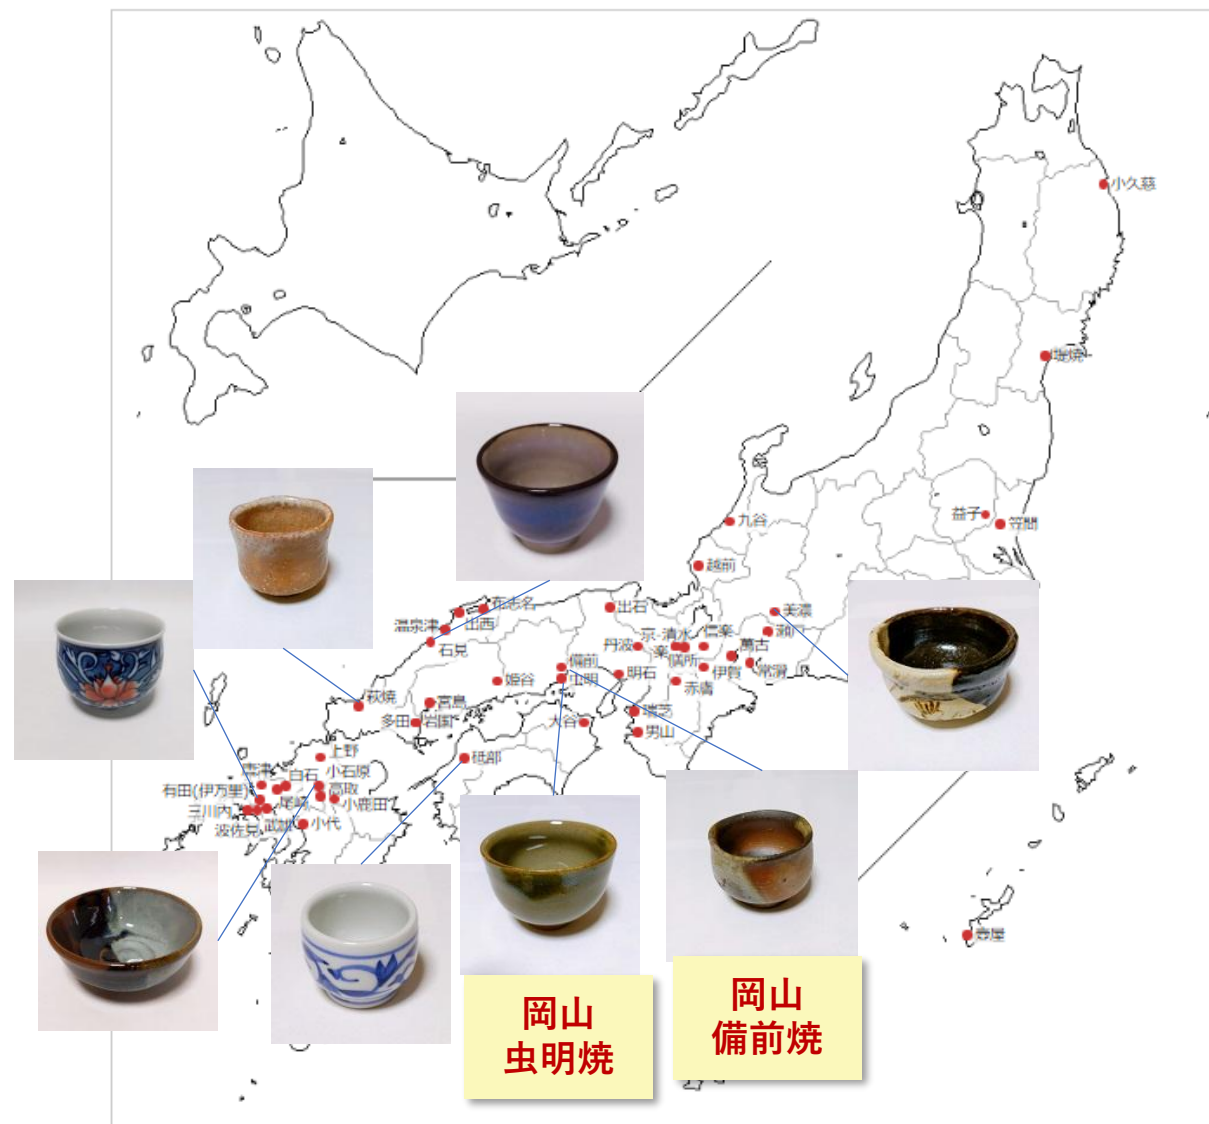 小久慈
堤焼
益子
笠間
九谷
越前
美濃
瀬戸
布志名
出石
温泉津
出西
石見
丹波
京・清水
信楽
楽
膳所
萬古
伊賀
常滑
備前
虫明
明石
赤膚
姫谷
萩焼
宮島
多田
岩国
大谷
瑞芝
男山
砥部
上野
唐津
白石
小石原
有田(伊万里)
高取
尾崎
小鹿田
三川内
波佐見
武雄
小代
壺屋
岡山
虫明焼
岡山
備前焼